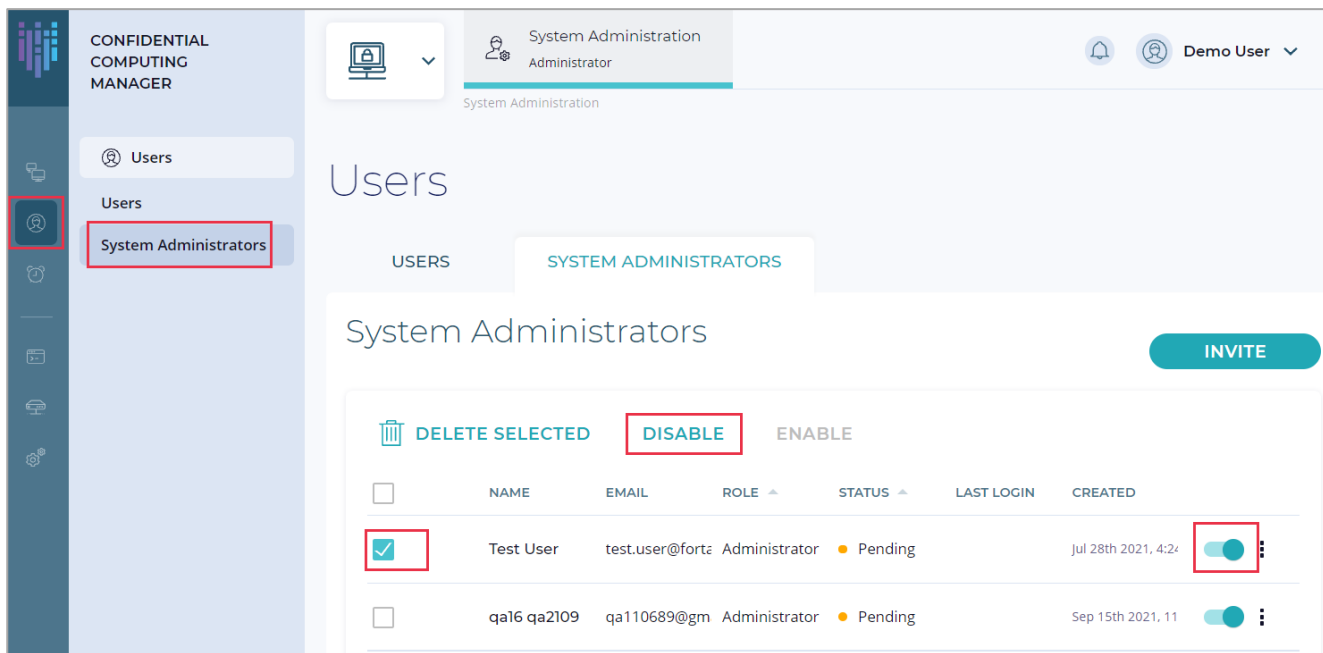 CONFIDENTIAL
COMPUTING
MANAGER
Users
Users
System Administrators
System Administration
Administrator
Demo User
System Administration
Users
USERS SYSTEM ADMINISTRATORS
System Administrators
INVITE
DELETE SELECTED DISABLE ENABLE
NAME EMAIL ROLE STATUS LAST LOGIN CREATED
Test User test.user@forta Administrator Pending Jul 28th 2021, 4:24
qa16 qa2109 qa110689@gm Administrator Pending Sep 15th 2021, 11